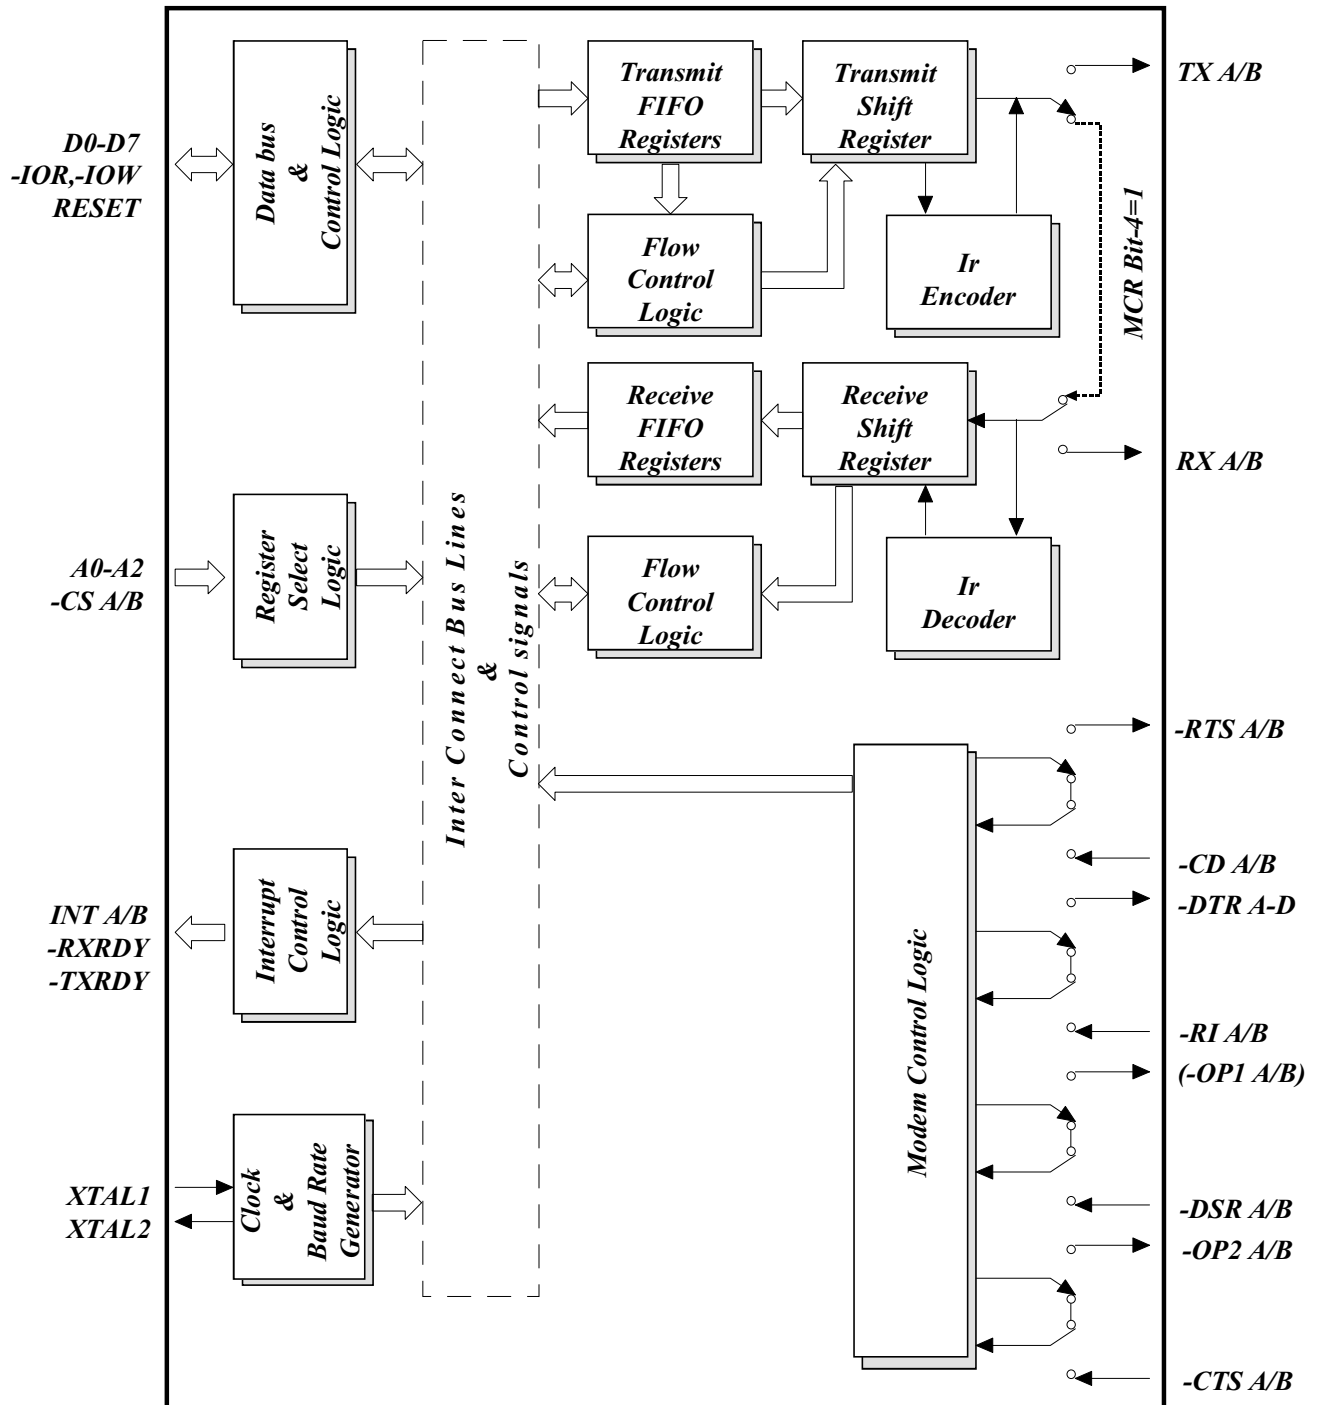 D0-D7
-IOR,-IOW
RESET
Data bus
&
Control Logic
A0-A2
-CS A/B
Register
Select
Logic
INT A/B
-RXRDY
-TXRDY
Interrupt
Control
Logic
XTAL1
XTAL2
Clock
&
Baud Rate
Generator
Inter Connect Bus Lines
&
Control signals
Transmit
FIFO
Registers
Transmit
Shift
Register
Flow
Control
Logic
Ir
Encoder
Receive
FIFO
Registers
Receive
Shift
Register
Flow
Control
Logic
Ir
Decoder
Modem Control Logic
TX A/B
MCR Bit-4=1
RX A/B
-RTS A/B
-CD A/B
-DTR A-D
-RI A/B
(-OP1 A/B)
-DSR A/B
-OP2 A/B
-CTS A/B